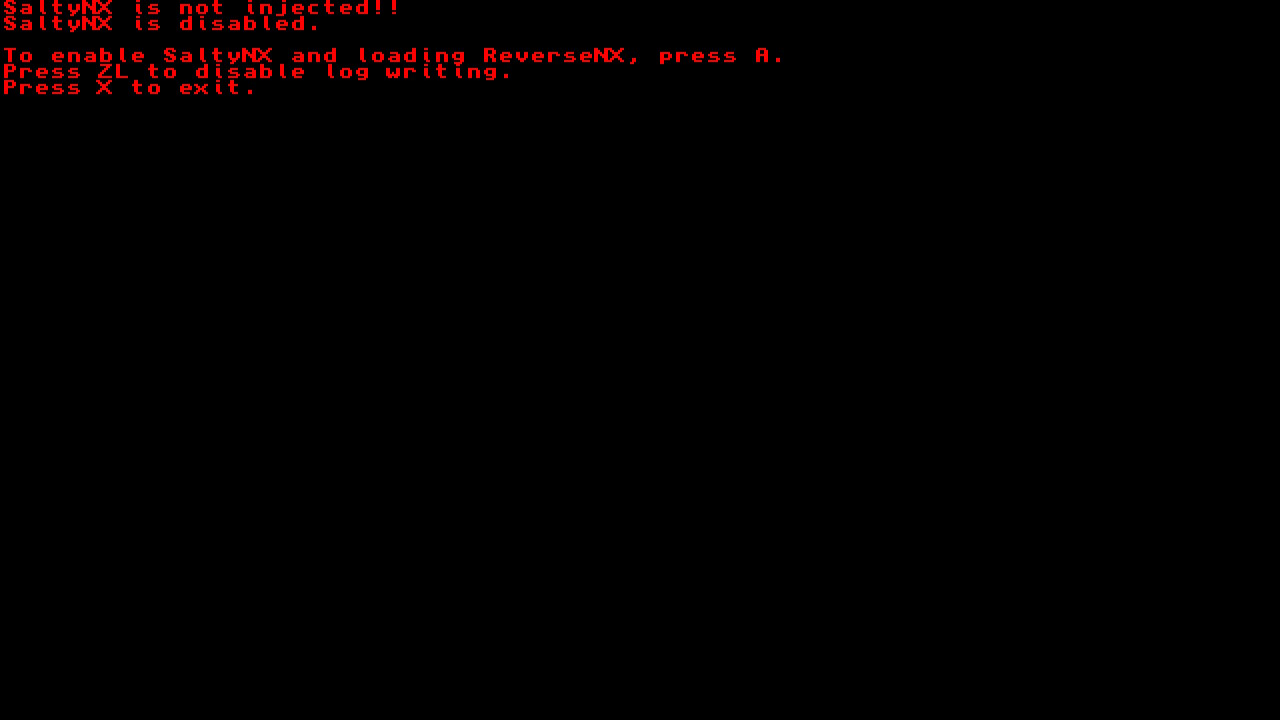 SaltyNX is not injected!!
SaltyNX is disabled.
To enable SaltyNX and loading ReverseNX, press A.
Press ZL to disable log writing.
Press X to exit.